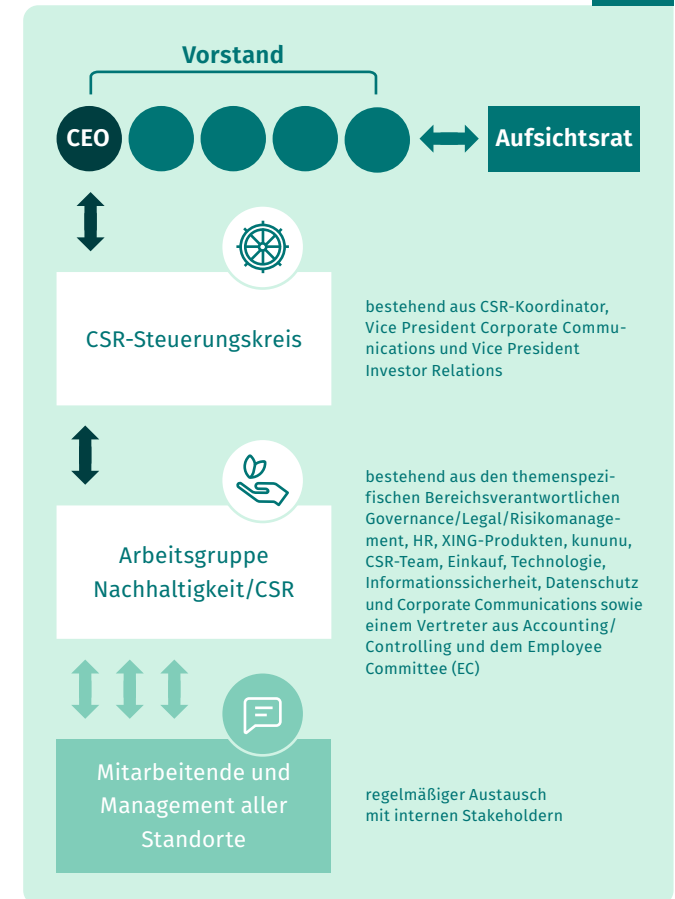 Vorstand
CEO
Aufsichtsrat
CSR-Steuerungskreis
bestehend aus CSR-Koordinator,
Vice President Corporate Commu-
nications und Vice President
Investor Relations
Arbeitsgruppe
Nachhaltigkeit/CSR
bestehend aus den themenspezi-
fischen Bereichsverantwortlichen
Governance/Legal/Risikomanage-
ment, HR, XING-Produkten, kununu,
CSR-Team, Einkauf, Technologie,
Informationssicherheit, Datenschutz
und Corporate Communications sowie
einem Vertreter aus Accounting/
Controlling und dem Employee
Committee (EC)
Mitarbeitende und
Management aller
Standorte
regelmäßiger Austausch
mit internen Stakeholdern